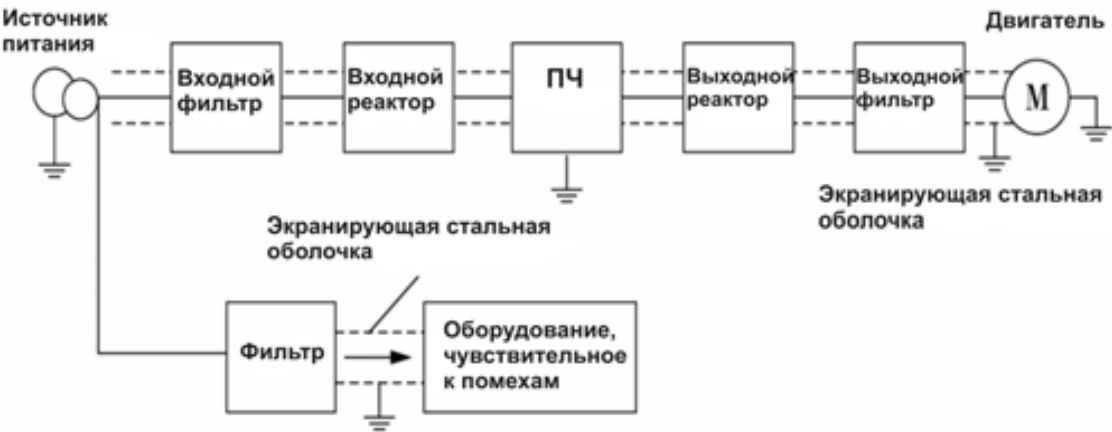 Источник
питания
Двигатель
Входной
фильтр
Входной
реактор
ПЧ
Выходной
реактор
Выходной
фильтр
М
Экранирующая стальная
оболочка
Экранирующая стальная
оболочка
Фильтр
Оборудование,
чувствительное
к помехам